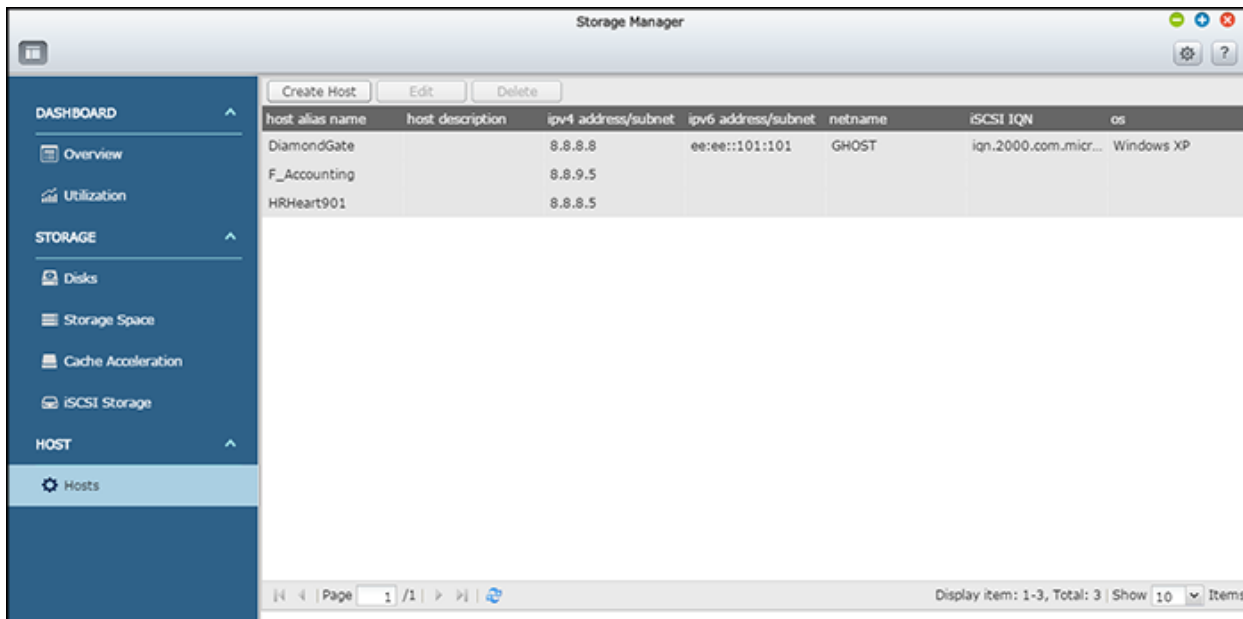 Storage Manager
?
Create Host Edit Delete
DASHBOARD
Overview
Utilization
STORAGE
Disks
Storage Space
Cache Acceleration
iSCSI Storage
HOST
Hosts
host alias name host description ipv4 address/subnet ipv6 address/subnet netname iSCSI IQN os
DiamondGate 8.8.8.8 ee:ee::101:101 GHOST iqn.2000.com.micr... Windows XP
F_Accounting 8.8.9.5
HRHeart901 8.8.8.5
Page 1 /1 Display item: 1-3, Total: 3 Show 10 Items